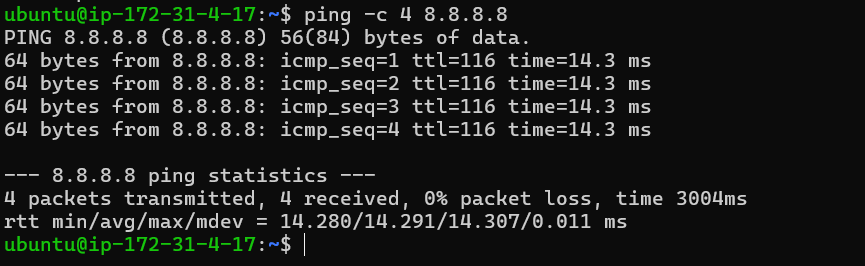 ubuntu@ip-172-31-4-17:~$ ping -c 4 8.8.8.8
PING 8.8.8.8 (8.8.8.8) 56(84) bytes of data.
64 bytes from 8.8.8.8: icmp_seq=1 ttl=116 time=14.3 ms
64 bytes from 8.8.8.8: icmp_seq=2 ttl=116 time=14.3 ms
64 bytes from 8.8.8.8: icmp_seq=3 ttl=116 time=14.3 ms
64 bytes from 8.8.8.8: icmp_seq=4 ttl=116 time=14.3 ms

--- 8.8.8.8 ping statistics ---
4 packets transmitted, 4 received, 0% packet loss, time 3004ms
rtt min/avg/max/mdev = 14.280/14.291/14.307/0.011 ms
ubuntu@ip-172-31-4-17:~$